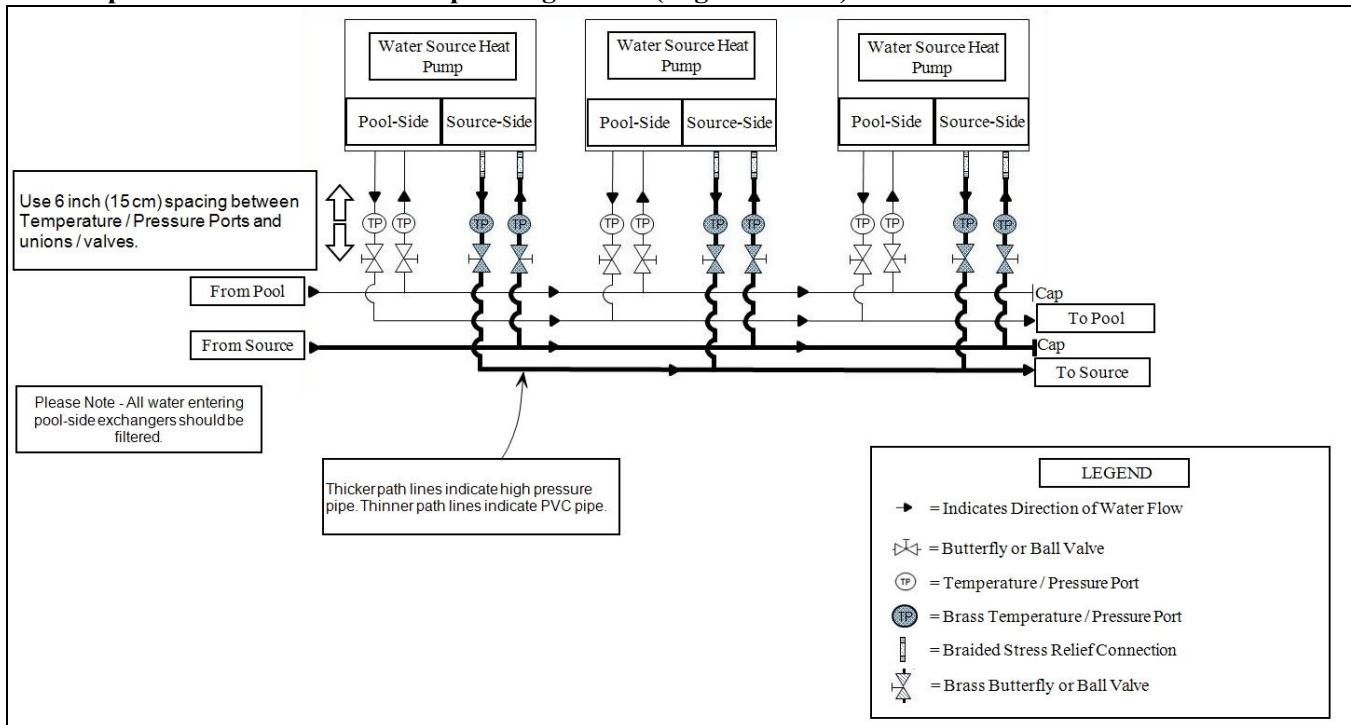 Water Source Heat
Pump
Pool-Side
Source-Side
Water Source Heat
Pump
Pool-Side
Source-Side
Water Source Heat
Pump
Pool-Side
Source-Side
Use 6 inch (15 cm) spacing between
Temperature / Pressure Ports and
unions / valves.
TP
TP
TP
TP
TP
TP
TP
TP
TP
TP
TP
TP
From Pool
Cap
To Pool
From Source
Cap
To Source
Please Note - All water entering
pool-side exchangers should be
filtered.
Thicker path lines indicate high pressure
pipe. Thinner path lines indicate PVC pipe.
LEGEND
= Indicates Direction of Water Flow
= Butterfly or Ball Valve
TP = Temperature / Pressure Port
TP = Brass Temperature / Pressure Port
= Braided Stress Relief Connection
= Brass Butterfly or Ball Valve